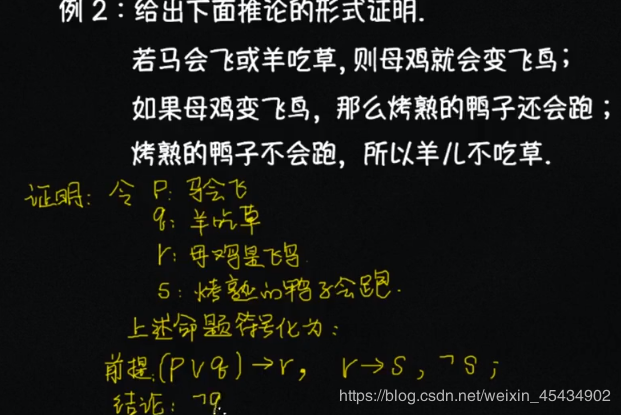 例2：给出下面推论的形式证明.
若马会飞或羊吃草,则母鸡就会变飞鸟；
如果母鸡变飞鸟，那么烤熟的鸭子还会跑；
烤熟的鸭子不会跑，所以羊儿不吃草.
证明：令 P：马会飞
q：羊吃草
r：母鸡是飞鸟.
s：烤熟的鸭子会跑.
上述命题符号化为：
前提：(P∨q)→r， r→s，¬s；
结论：¬q.
https://blog.csdn.net/weixin_45434902